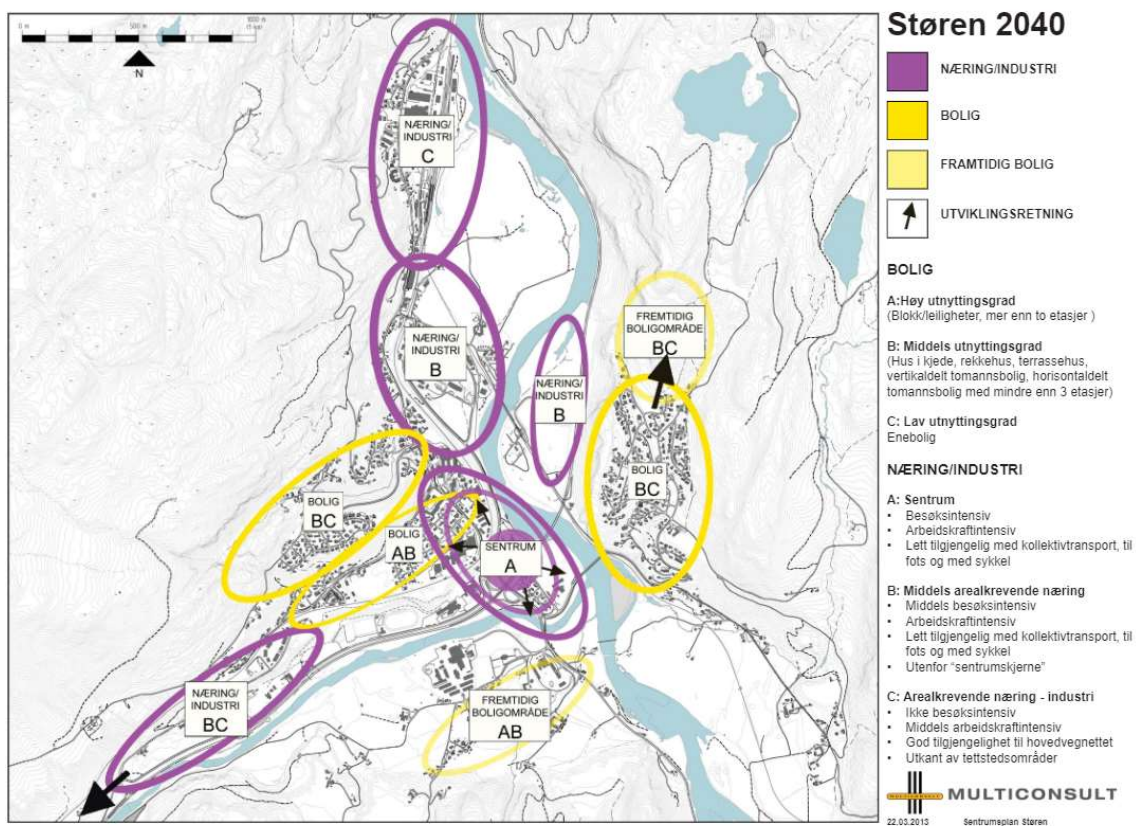 0 m
500 m
1000 m
N
NÆRING/
INDUSTRI
C
NÆRING/
INDUSTRI
B
NÆRING/
INDUSTRI
B
FREMTIDIG
BOLIGOMRÅDE
BC
BOLIG
BC
BOLIG
BC
BOLIG
AB
SENTRUM
A
NÆRING/
INDUSTRI
BC
FREMTIDIG
BOLIGOMRÅDE
AB
Støren 2040
NÆRING/INDUSTRI
BOLIG
FRAMTIDIG BOLIG
UTVIKLINGSRETNING
BOLIG
A:Høy utnyttingsgrad
(Blokk/leiligheter, mer enn to etasjer )
B: Middels utnyttingsgrad
(Hus i kjede, rekkehus, terrassehus,
vertikaldelt tomannsbolig, horisontaldelt
tomannsbolig med mindre enn 3 etasjer)
C: Lav utnyttingsgrad
Enebolig
NÆRING/INDUSTRI
A: Sentrum
• Besøksintensiv
• Arbeidskraftintensiv
• Lett tilgjengelig med kollektivtransport, til
fots og med sykkel
B: Middels arealkrevende næring
• Middels besøksintensiv
• Arbeidskraftintensiv
• Lett tilgjengelig med kollektivtransport, til
fots og med sykkel
• Utenfor “sentrumskjerne”
C: Arealkrevende næring - industri
• Ikke besøksintensiv
• Middels arbeidskraftintensiv
• God tilgjengelighet til hovedvegnettet
• Utkant av tettstedsområder
MULTICONSULT
MULTICONSULT
22.03.2013 Sentrumsplan Støren